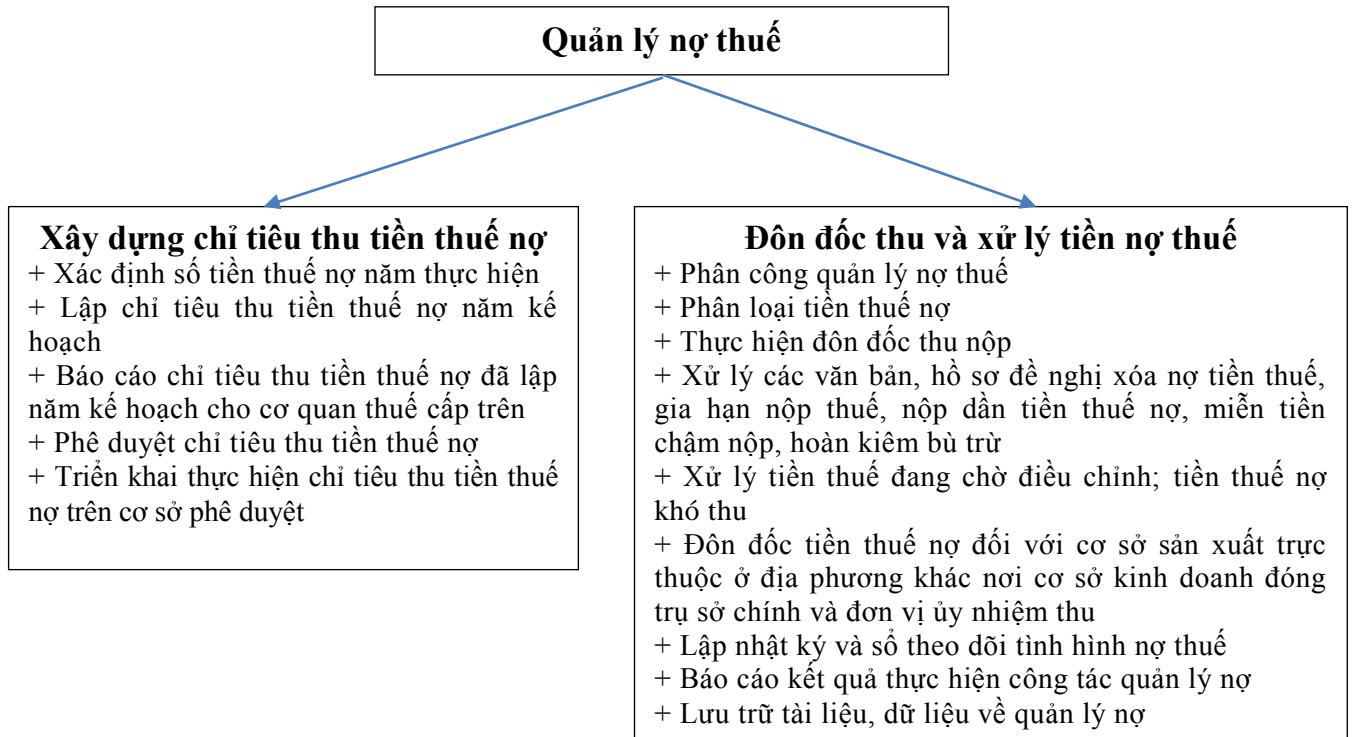 Quản lý nợ thuế
Xây dựng chỉ tiêu thu tiền thuế nợ
+ Xác định số tiền thuế nợ năm thực hiện
+ Lập chỉ tiêu thu tiền thuế nợ năm kế
hoạch
+ Báo cáo chỉ tiêu thu tiền thuế nợ đã lập
năm kế hoạch cho cơ quan thuế cấp trên
+ Phê duyệt chỉ tiêu thu tiền thuế nợ
+ Triển khai thực hiện chỉ tiêu thu tiền thuế
nợ trên cơ sở phê duyệt
Đôn đốc thu và xử lý tiền nợ thuế
+ Phân công quản lý nợ thuế
+ Phân loại tiền thuế nợ
+ Thực hiện đôn đốc thu nộp
+ Xử lý các văn bản, hồ sơ đề nghị xóa nợ tiền thuế,
gia hạn nộp thuế, nộp dần tiền thuế nợ, miễn tiền
chậm nộp, hoàn kiêm bù trừ
+ Xử lý tiền thuế đang chờ điều chỉnh; tiền thuế nợ
khó thu
+ Đôn đốc tiền thuế nợ đối với cơ sở sản xuất trực
thuộc ở địa phương khác nơi cơ sở kinh doanh đóng
trụ sở chính và đơn vị ủy nhiệm thu
+ Lập nhật ký và sổ theo dõi tình hình nợ thuế
+ Báo cáo kết quả thực hiện công tác quản lý nợ
+ Lưu trữ tài liệu, dữ liệu về quản lý nợ